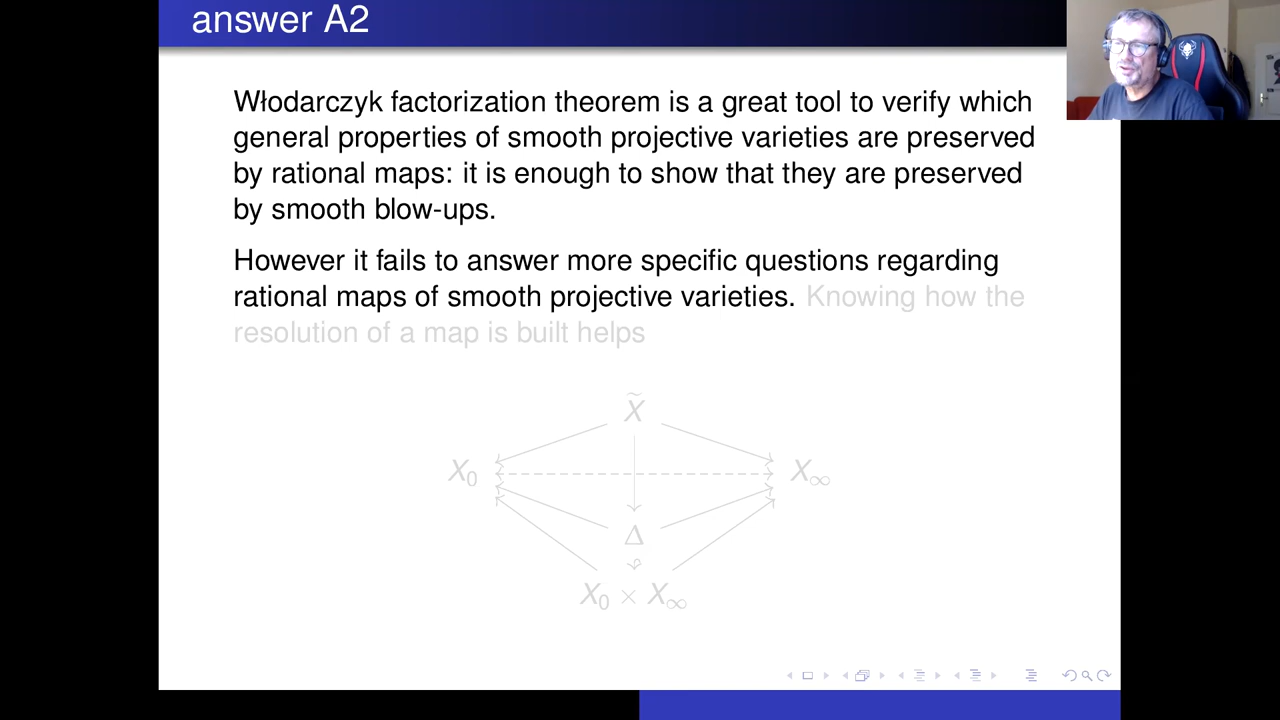 answer A2
Włodarczyk factorization theorem is a great tool to verify which
general properties of smooth projective varieties are preserved
by rational maps: it is enough to show that they are preserved
by smooth blow-ups.
However it fails to answer more specific questions regarding
rational maps of smooth projective varieties. Knowing how the
resolution of a map is built helps
X̃
X₀ X∞
Δ
X₀ × X∞